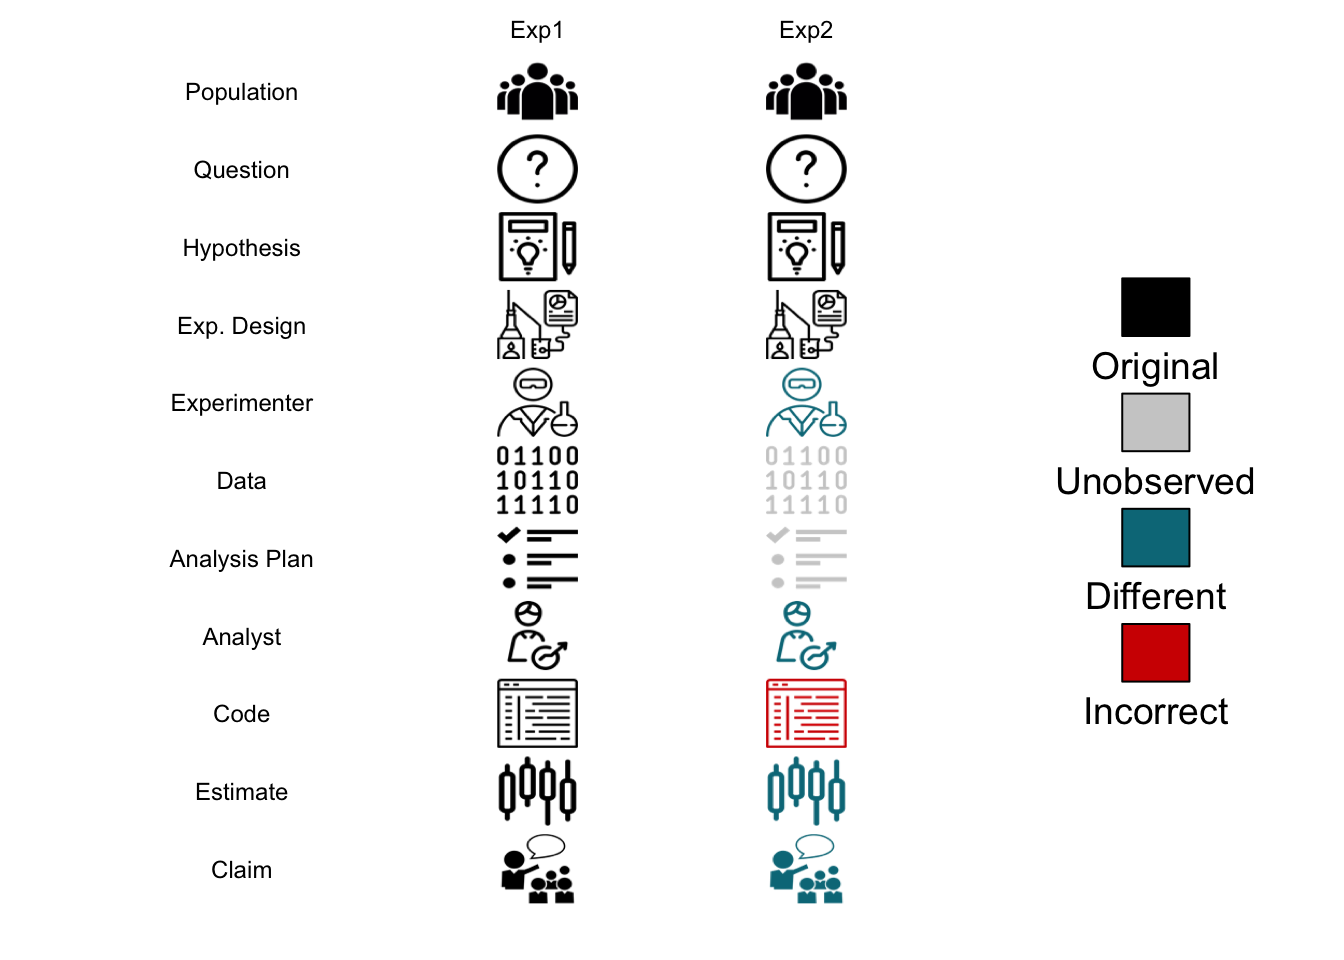 Exp1 Exp2
Population
Question
? ?
Hypothesis
Exp. Design
Experimenter
Data
01100 01100
10110 10110
11110 11110
Analysis Plan
Analyst
Code
Estimate
Claim
Original
Unobserved
Different
Incorrect